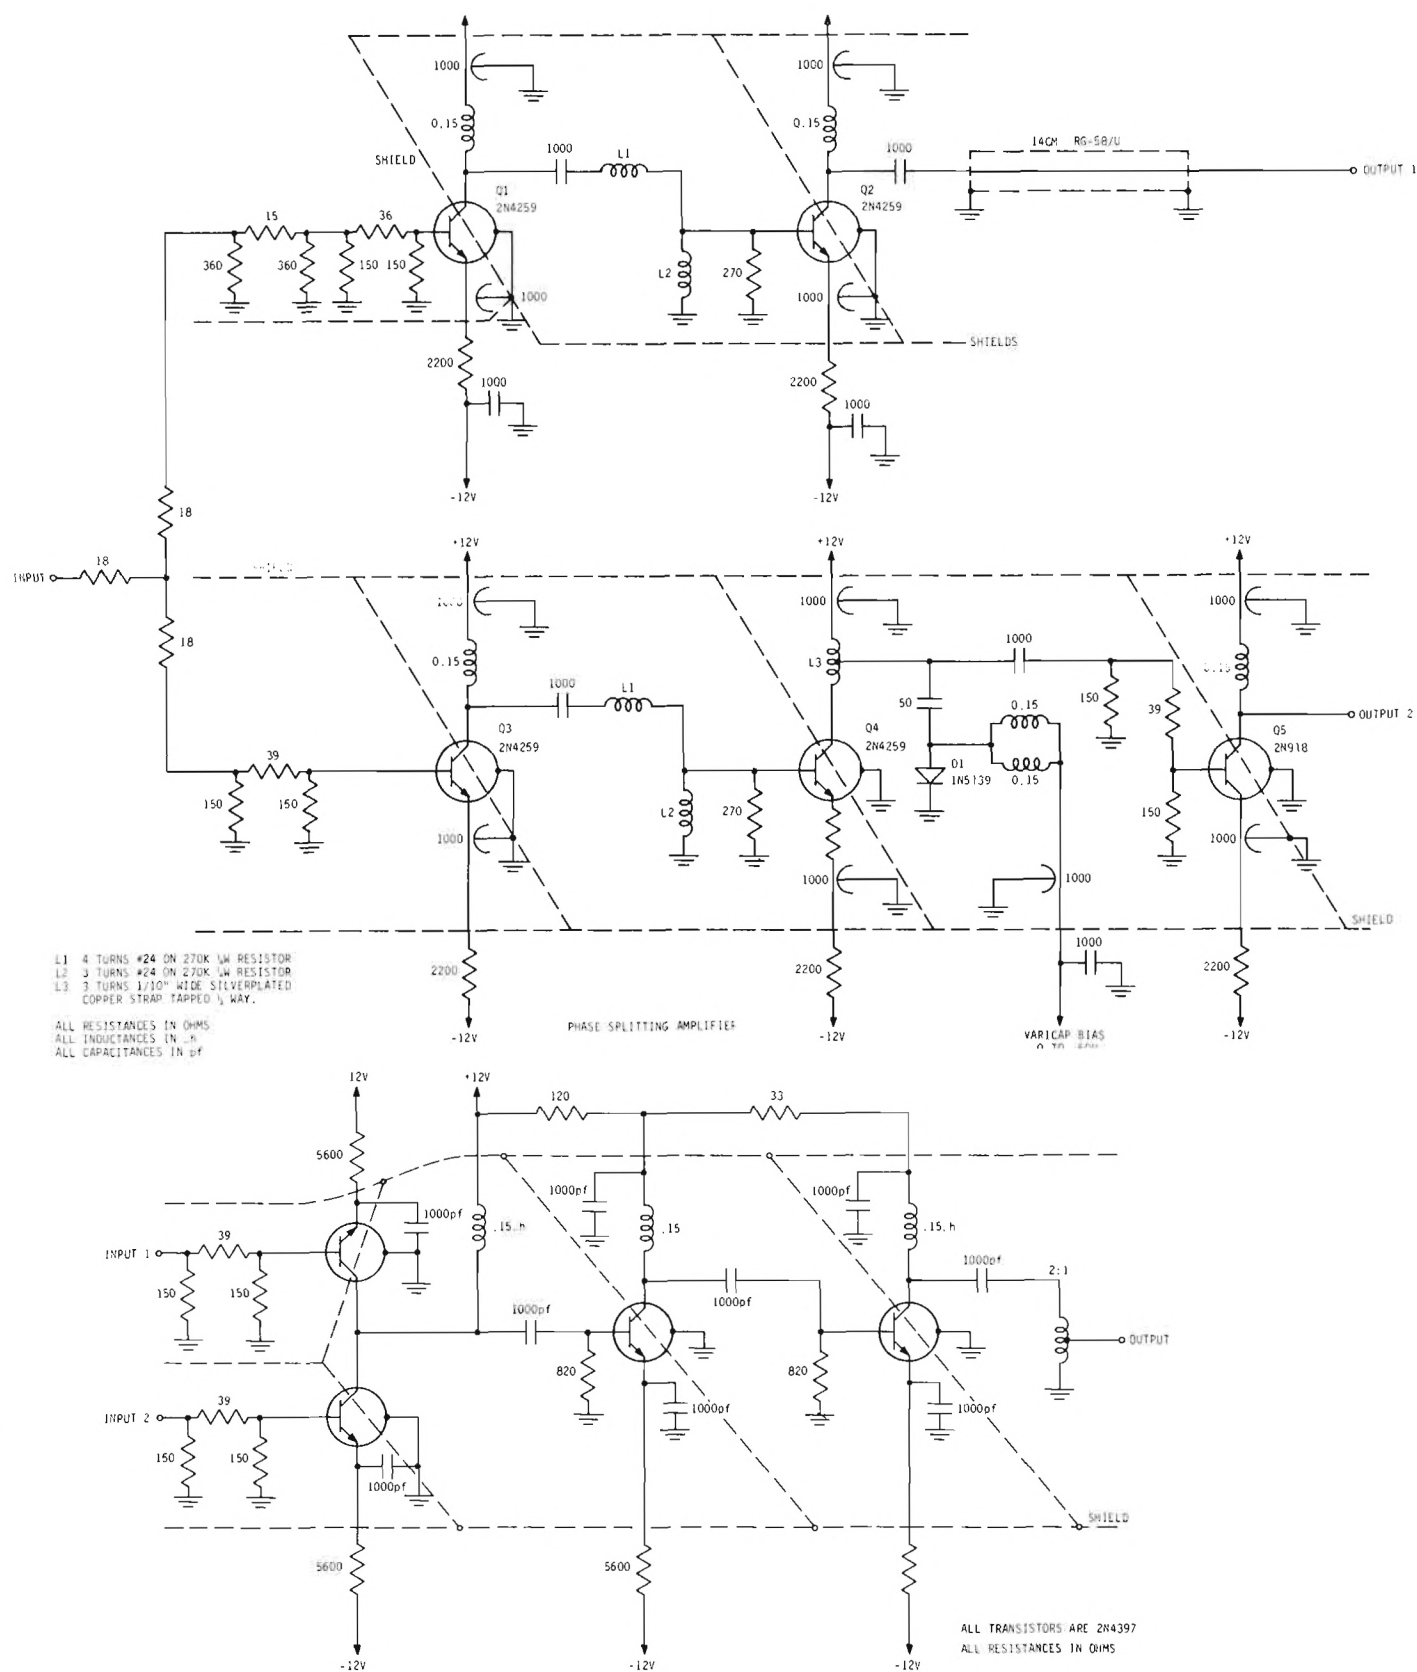 1000
1000
0.15
0.15
14CM RG-58/U
1000
L1
1000
SHIELD
OUTPUT 1
Q1
2N4259
Q2
2N4259
15
36
360
360
150
150
L2
270
1000
1000
SHIELDS
2200
1000
2200
1000
-12V
-12V
18
+12V
+12V
+12V
18
INPUT
SHIELD
1000
1000
18
1000
0.15
L3
1000
L1
50
0.15
150
39
OUTPUT 2
Q3
2N4259
Q4
2N4259
Q5
2N918
39
D1
1N5139
0.15
150
150
L2
270
150
1000
1000
1000
1000
SHIELD
L1 4 TURNS #24 ON 270K ¼W RESISTOR
L2 3 TURNS #24 ON 270K ¼W RESISTOR
L3 3 TURNS 1/10" WIDE SILVERPLATED
COPPER STRAP TAPPED WAY.
2200
2200
1000
2200
ALL RESISTANCES IN OHMS
ALL INDUCTANCES IN
ALL CAPACITANCES IN pf
PHASE SPLITTING AMPLIFIER
-12V
-12V
VARICAP BIAS
-12V
12V
+12V
120
33
5600
1000pf
1000pf
1000pf
.15
.15 h
.15 h
INPUT 1
39
150
150
1000pf
2:1
1000pf
1000pf
OUTPUT
820
820
INPUT 2
39
1000pf
1000pf
150
150
1000pf
SHIELD
5600
5600
ALL TRANSISTORS ARE 2N4397
ALL RESISTANCES IN OHMS
-12V
-12V
-12V